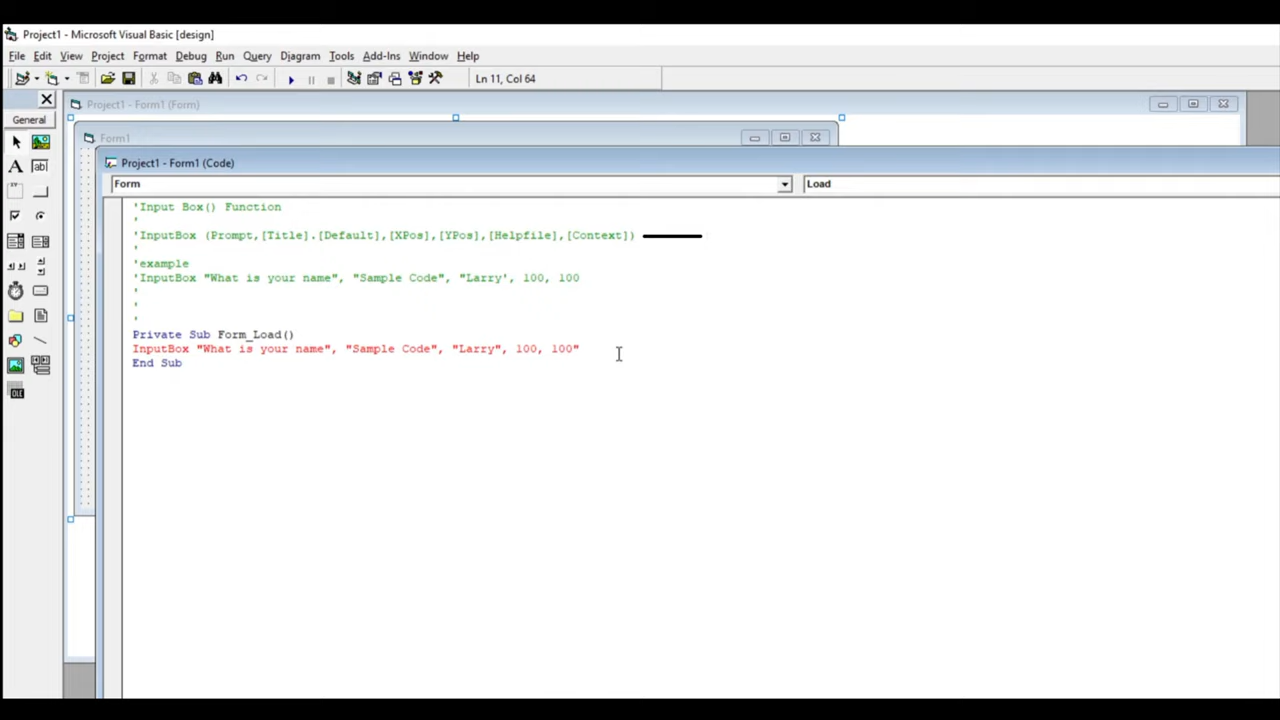 Project1 - Microsoft Visual Basic [design]
File Edit View Project Format Debug Run Query Diagram Tools Add-Ins Window Help
Ln 11, Col 64
Project1 - Form1 (Form)
General
Form1
A ab|
Project1 - Form1 (Code)
Form Load
'Input Box() Function
'
'InputBox (Prompt,[Title].[Default],[XPos],[YPos],[Helpfile],[Context])
'
'example
'InputBox "What is your name", "Sample Code", "Larry', 100, 100
'
'
'
Private Sub Form_Load()
InputBox "What is your name", "Sample Code", "Larry", 100, 100"
End Sub
OLE